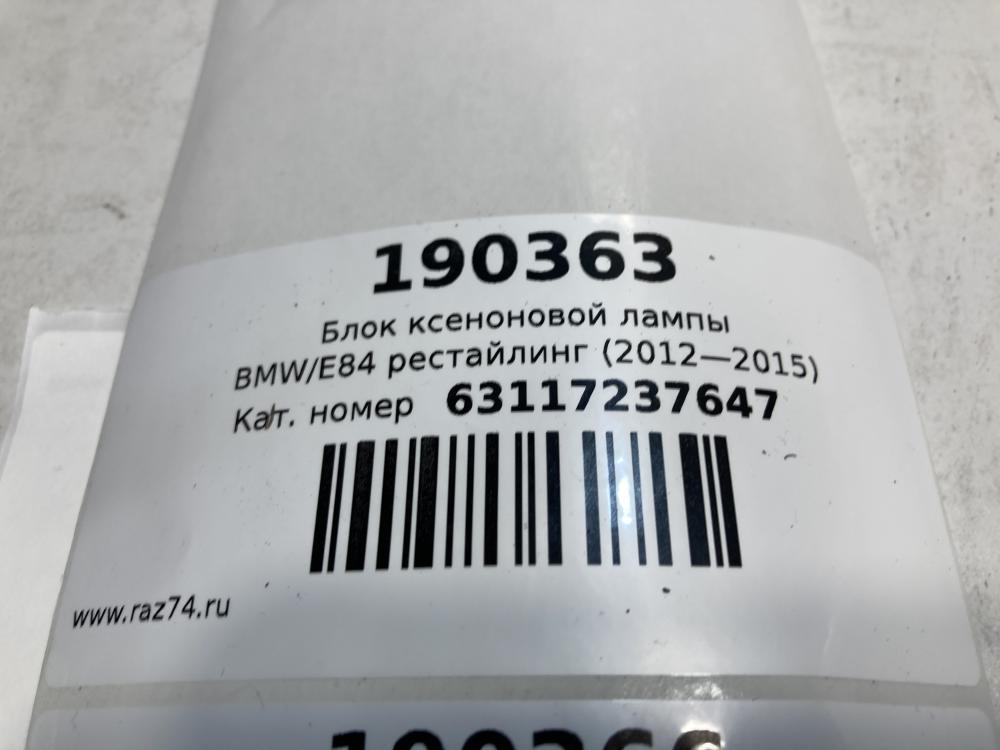 190363
Блок ксеноновой лампы
BMW/E84 рестайлинг (2012—2015)
Кат. номер 63117237647
www.raz74.ru